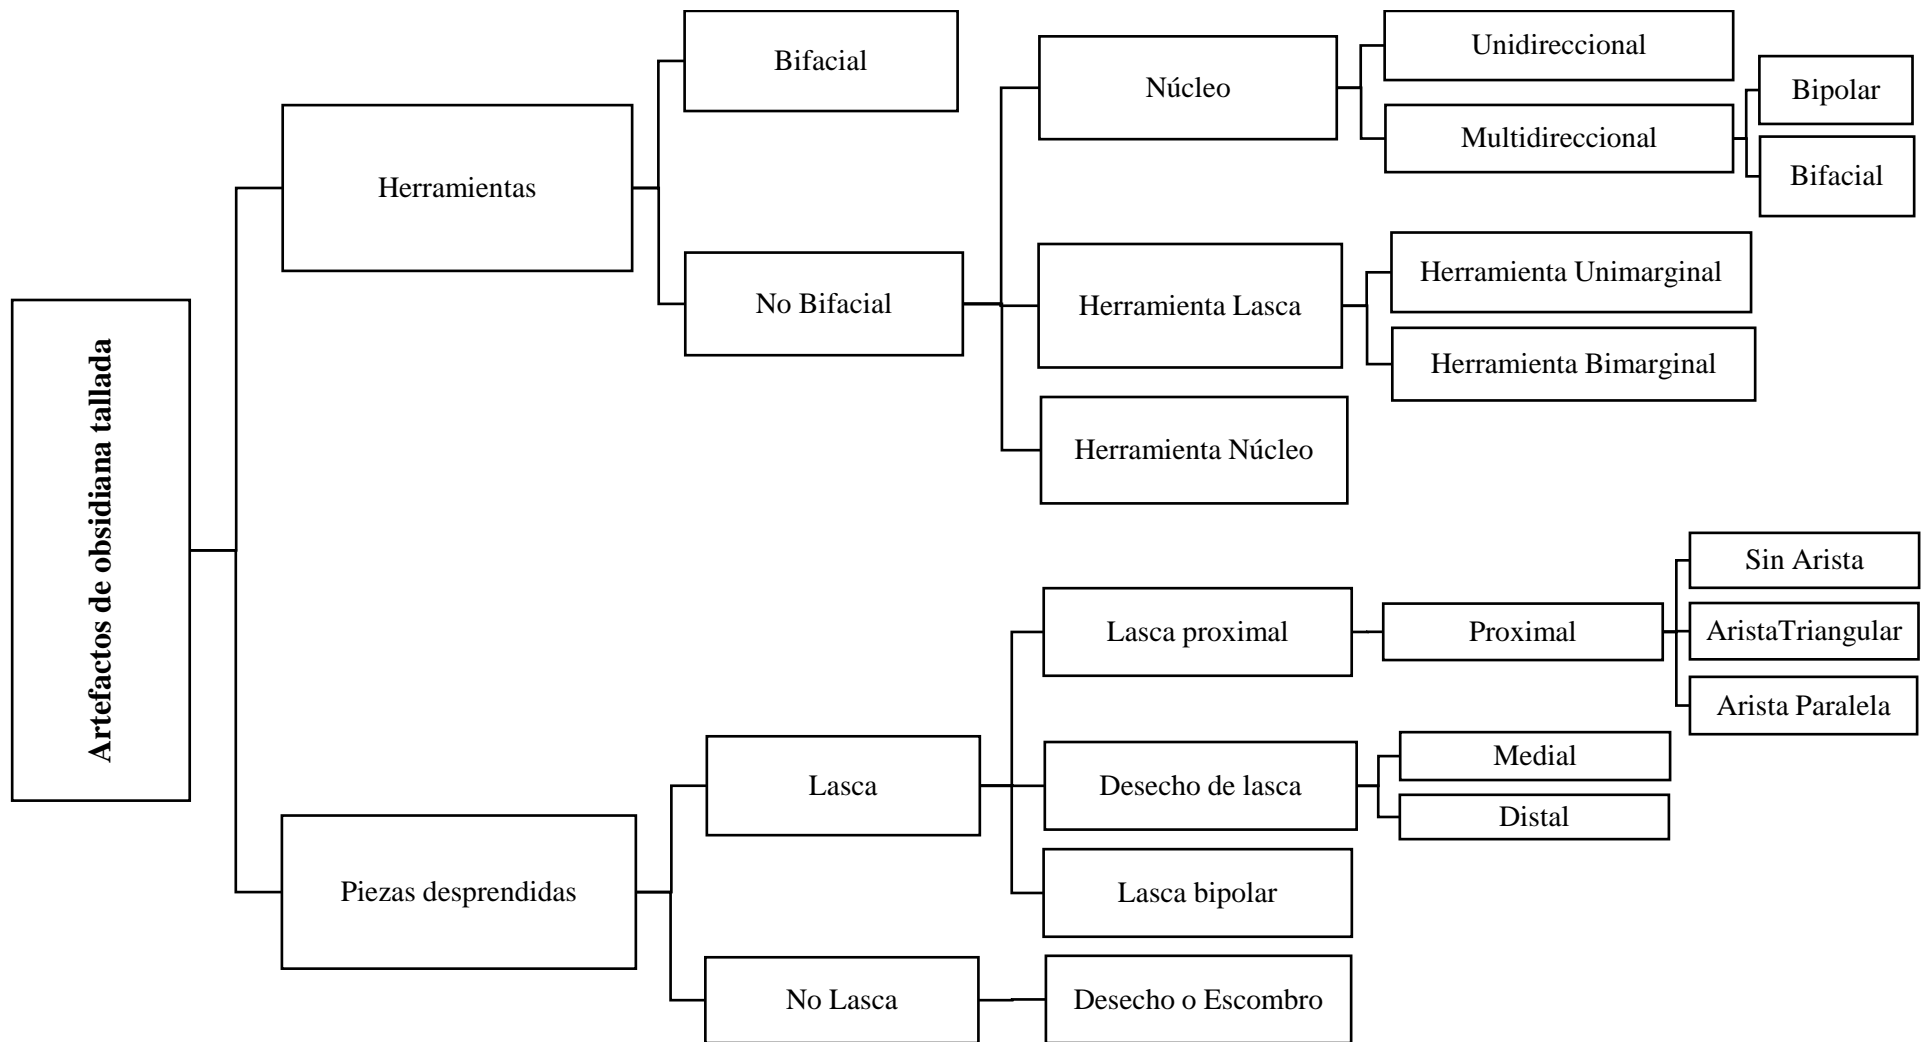 Artefactos de obsidiana tallada
Herramientas
Bifacial
No Bifacial
Núcleo
Unidireccional
Multidireccional
Bipolar
Bifacial
Herramienta Lasca
Herramienta Unimarginal
Herramienta Bimarginal
Herramienta Núcleo
Piezas desprendidas
Lasca
Lasca proximal
Proximal
Sin Arista
AristaTriangular
Arista Paralela
Desecho de lasca
Medial
Distal
Lasca bipolar
No Lasca
Desecho o Escombro